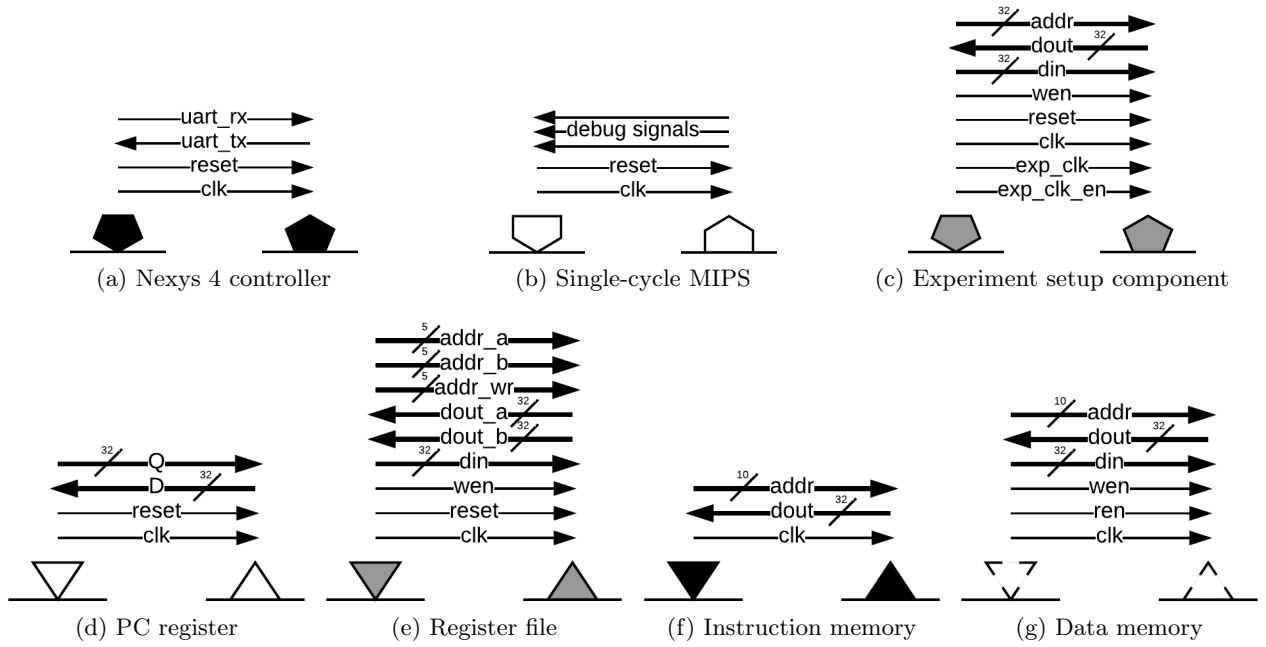 32 addr
dout 32
32 din
wen
reset
clk
exp_clk
exp_clk_en
uart_rx
uart_tx
reset
clk
debug signals
reset
clk
(a) Nexys 4 controller
(b) Single-cycle MIPS
(c) Experiment setup component
32 Q
D 32
reset
clk
5 addr_a
5 addr_b
5 addr_wr
dout_a 32
dout_b 32
32 din
wen
reset
clk
10 addr
dout 32
clk
10 addr
dout 32
32 din
wen
ren
clk
(d) PC register
(e) Register file
(f) Instruction memory
(g) Data memory